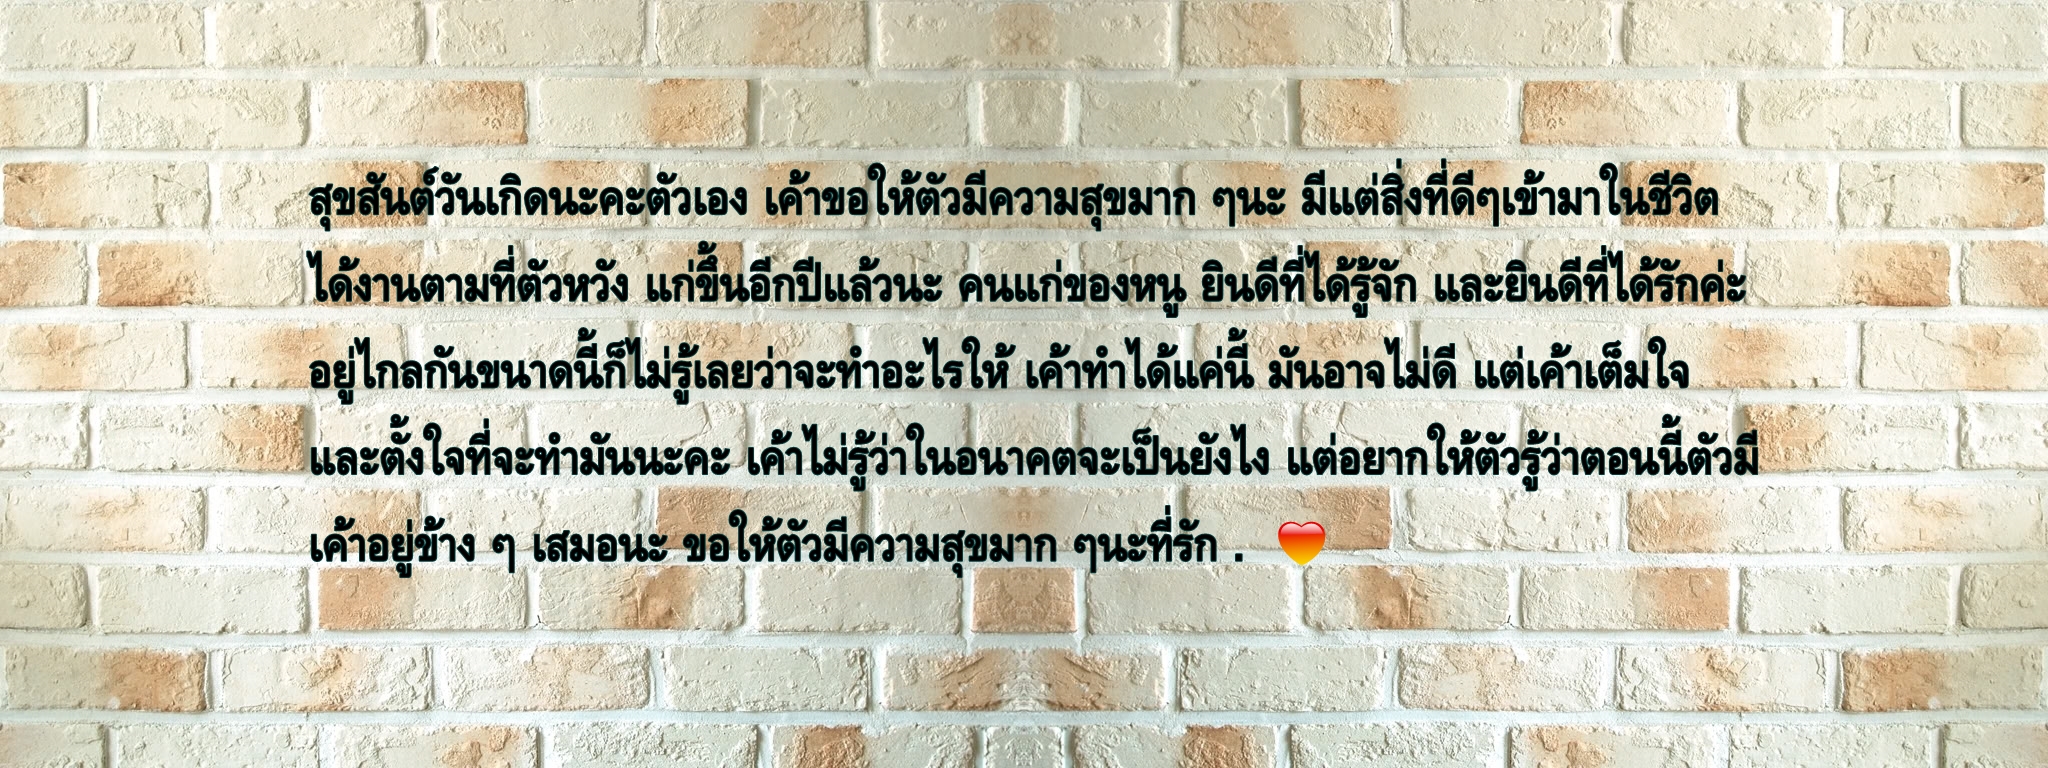 สุขสันต์วันเกิดนะคะตัวเอง เค้าขอให้ตัวมีความสุขมาก ๆนะ มีแต่สิ่งที่ดีๆเข้ามาในชีวิต
ได้งานตามที่ตัวหวัง แก่ขึ้นอีกปีแล้วนะ คนแก่ของหนู ยินดีที่ได้รู้จัก และยินดีที่ได้รักค่ะ
อยู่ไกลกันขนาดนี้ก็ไม่รู้เลยว่าจะทำอะไรให้ เค้าทำได้แค่นี้ มันอาจไม่ดี แต่เค้าเต็มใจ
และตั้งใจที่จะทำมันนะคะ เค้าไม่รู้ว่าในอนาคตจะเป็นยังไง แต่อยากให้ตัวรู้ว่าตอนนี้ตัวมี
เค้าอยู่ข้าง ๆ เสมอนะ ขอให้ตัวมีความสุขมาก ๆนะที่รัก . ❤️